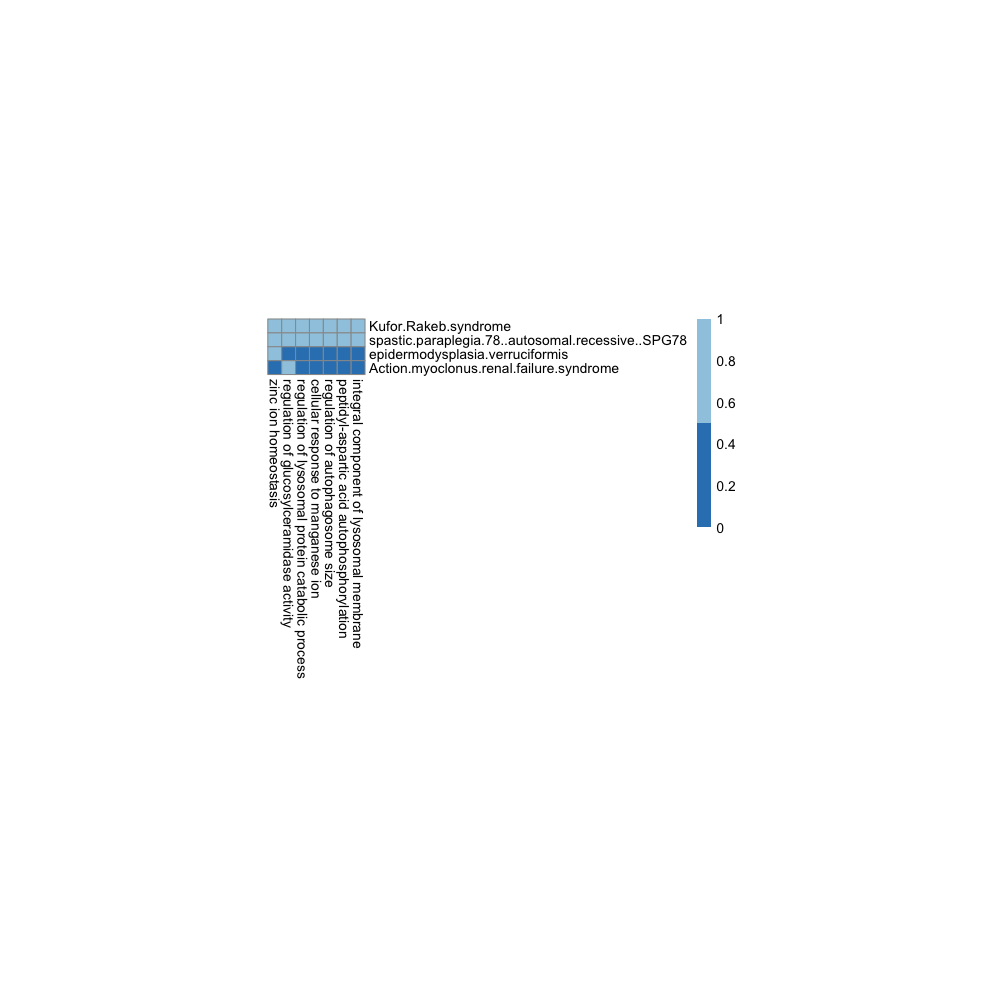 Kufor.Rakeb.syndrome
spastic.paraplegia.78..autosomal.recessive..SPG78
epidermodysplasia.verruciformis
Action.myoclonus.renal.failure.syndrome
zinc ion homeostasis
regulation of glucosylceramidase activity
regulation of lysosomal protein catabolic process
cellular response to manganese ion
regulation of autophagosome size
peptidyl-aspartic acid autophosphorylation
integral component of lysosomal membrane
1
0.8
0.6
0.4
0.2
0